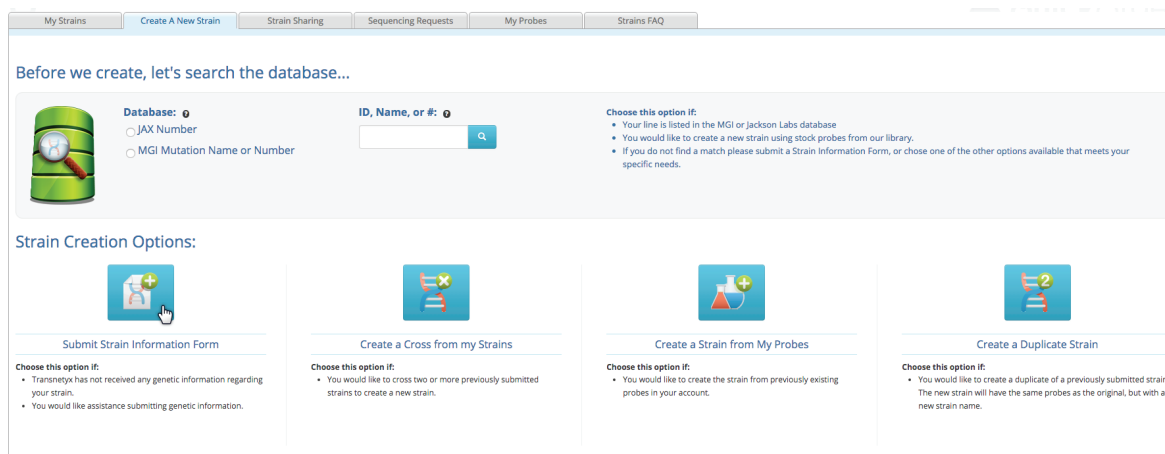 My Strains
Create A New Strain
Strain Sharing
Sequencing Requests
My Probes
Strains FAQ
Before we create, let's search the database...
Database: ?
JAX Number
MGI Mutation Name or Number
ID, Name, or #: ?
Choose this option if:
• Your line is listed in the MGI or Jackson Labs database
• You would like to create a new strain using stock probes from our library.
• If you do not find a match please submit a Strain Information Form, or chose one of the other options available that meets your
specific needs.
Strain Creation Options:
Submit Strain Information Form
Choose this option if:
• Transnetyx has not received any genetic information regarding
your strain.
• You would like assistance submitting genetic information.
Create a Cross from my Strains
Choose this option if:
• You would like to cross two or more previously submitted
strains to create a new strain.
Create a Strain from My Probes
Choose this option if:
• You would like to create the strain from previously existing
probes in your account.
2
Create a Duplicate Strain
Choose this option if:
• You would like to create a duplicate of a previously submitted strain
The new strain will have the same probes as the original, but with a
new strain name.